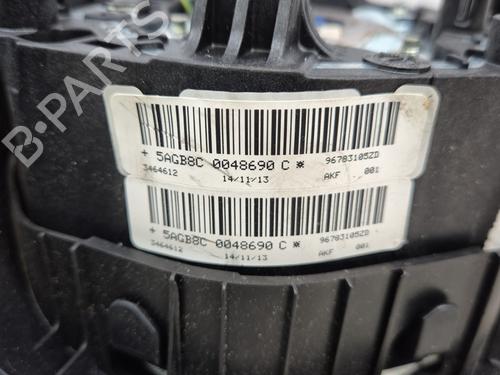 B-PARTS
+ 5AGB8C 0048690 C * 96783105ZD
3464612 14/11/13 AKF 001
+ 5AGB8C 0048690 C * 96783105ZD
3464612 14/11/13 AKF 001